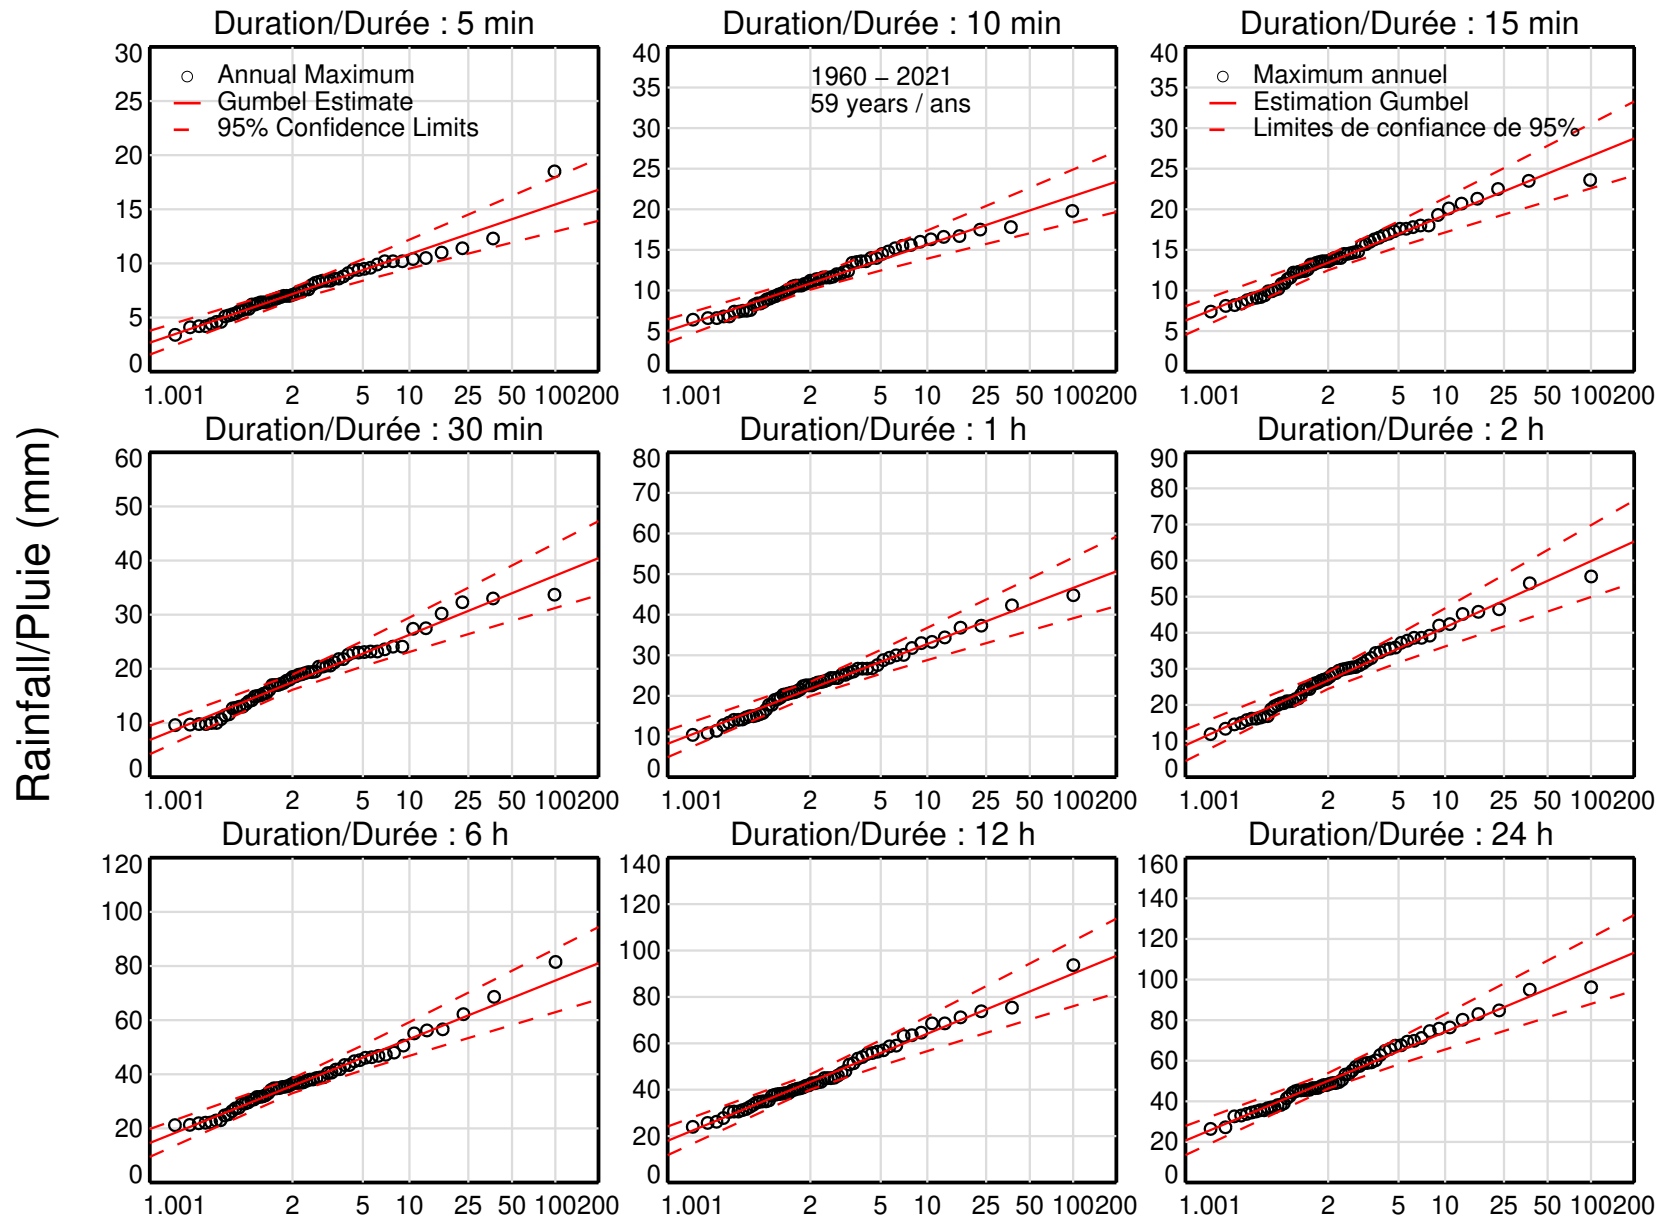 Duration/Durée : 5 min
Duration/Durée : 10 min
Duration/Durée : 15 min
30
25
20
15
10
5
0
Annual Maximum
Gumbel Estimate
95% Confidence Limits
1.001 2 5 10 25 50 100 200
40
35
30
25
20
15
10
5
0
1960 – 2021
59 years / ans
1.001 2 5 10 25 50 100 200
40
35
30
25
20
15
10
5
0
Maximum annuel
Estimation Gumbel
Limites de confiance de 95%
1.001 2 5 10 25 50 100 200
Rainfall/Pluie (mm)
Duration/Durée : 30 min
Duration/Durée : 1 h
Duration/Durée : 2 h
60
50
40
30
20
10
0
1.001 2 5 10 25 50 100 200
80
70
60
50
40
30
20
10
0
1.001 2 5 10 25 50 100 200
90
80
70
60
50
40
30
20
10
0
1.001 2 5 10 25 50 100 200
Duration/Durée : 6 h
Duration/Durée : 12 h
Duration/Durée : 24 h
120
100
80
60
40
20
0
1.001 2 5 10 25 50 100 200
140
120
100
80
60
40
20
0
1.001 2 5 10 25 50 100 200
160
140
120
100
80
60
40
20
0
1.001 2 5 10 25 50 100 200